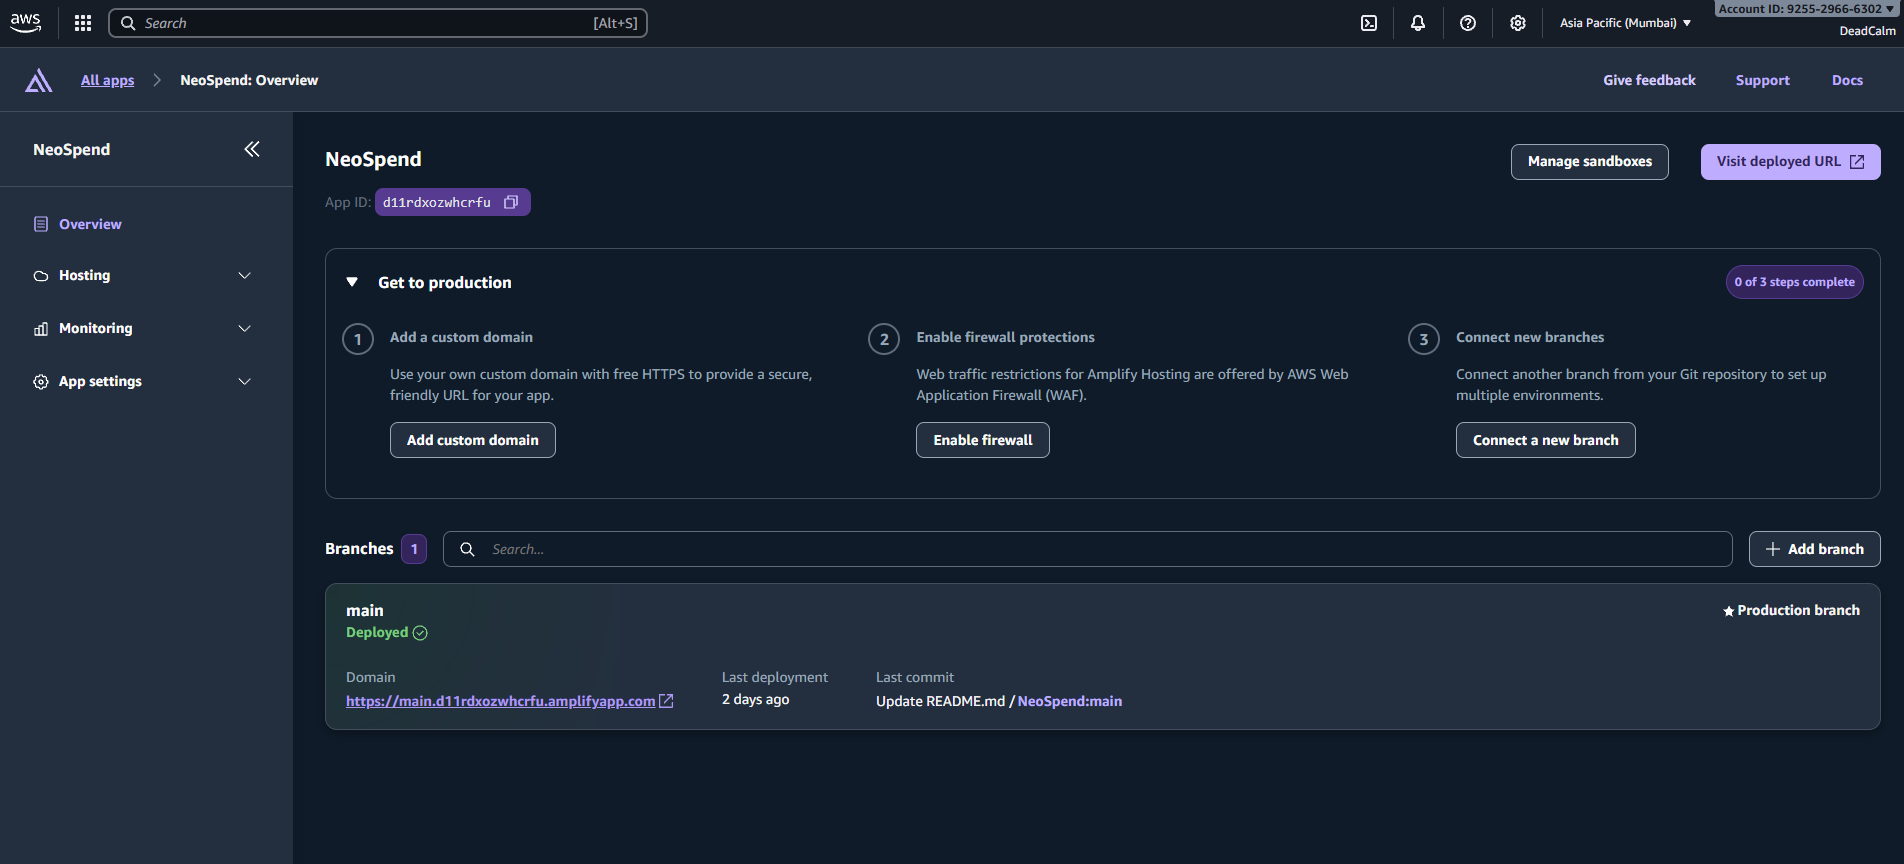 aws
Search
[Alt+S]
Asia Pacific (Mumbai)
Account ID: 9255-2966-6302
DeadCalm
All apps
NeoSpend: Overview
Give feedback
Support
Docs
NeoSpend
Overview
Hosting
Monitoring
App settings
NeoSpend
App ID: d11rdxozwhcrfu
Manage sandboxes
Visit deployed URL
Get to production
0 of 3 steps complete
1
Add a custom domain
Use your own custom domain with free HTTPS to provide a secure,
friendly URL for your app.
Add custom domain
2
Enable firewall protections
Web traffic restrictions for Amplify Hosting are offered by AWS Web
Application Firewall (WAF).
Enable firewall
3
Connect new branches
Connect another branch from your Git repository to set up
multiple environments.
Connect a new branch
Branches 1
Search...
Add branch
main
Deployed
Production branch
Domain
https://main.d11rdxozwhcrfu.amplifyapp.com
Last deployment
2 days ago
Last commit
Update README.md / NeoSpend:main